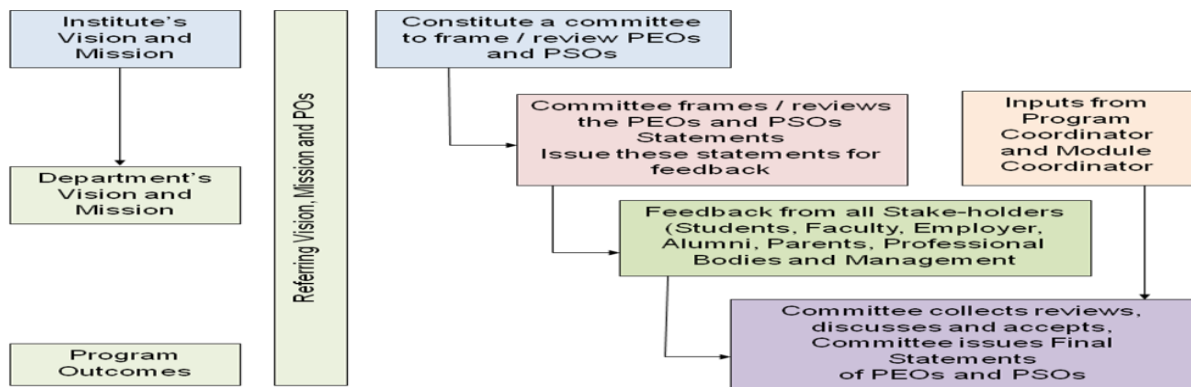 Institute's
Vision and
Mission
Department's
Vision and
Mission
Program
Outcomes
Referring Vision, Mission and POs
Constitute a committee
to frame / review PEOs
and PSOs
Committee frames / reviews
the PEOs and PSOs
Statements
Issue these statements for
feedback
Inputs from
Program
Coordinator
and Module
Coordinator
Feedback from all Stake-holders
(Students, Faculty, Employer,
Alumni, Parents, Professional
Bodies and Management
Committee collects reviews,
discusses and accepts,
Committee issues Final
Statements
of PEOs and PSOs